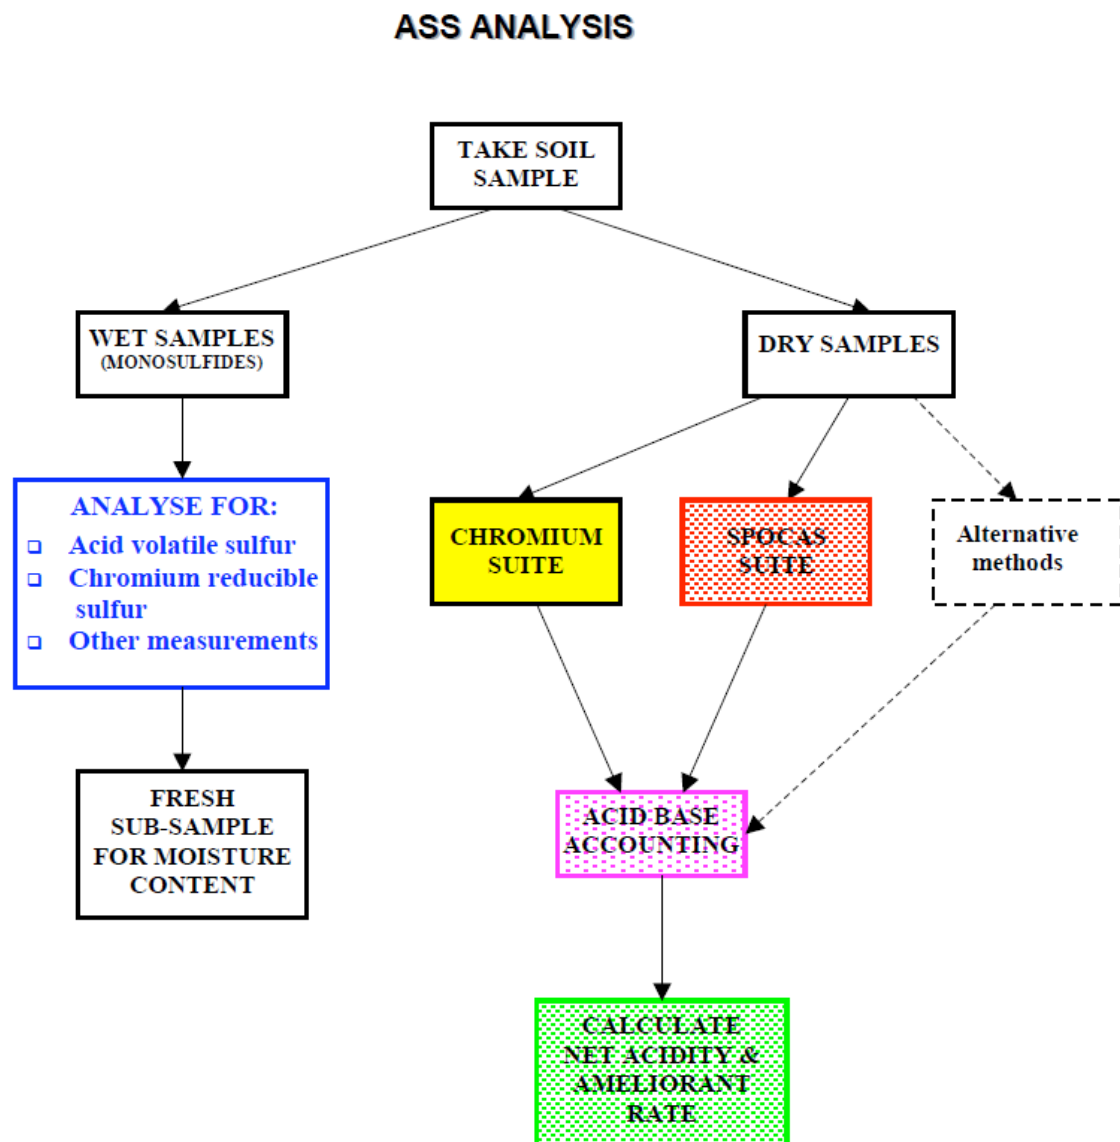 ASS ANALYSIS
TAKE SOIL
SAMPLE
WET SAMPLES
(MONOSULFIDES)
DRY SAMPLES
ANALYSE FOR:
❑ Acid volatile sulfur
❑ Chromium reducible
sulfur
❑ Other measurements
CHROMIUM
SUITE
SPOCAS
SUITE
Alternative
methods
FRESH
SUB-SAMPLE
FOR MOISTURE
CONTENT
ACID BASE
ACCOUNTING
CALCULATE
NET ACIDITY &
AMELIORANT
RATE